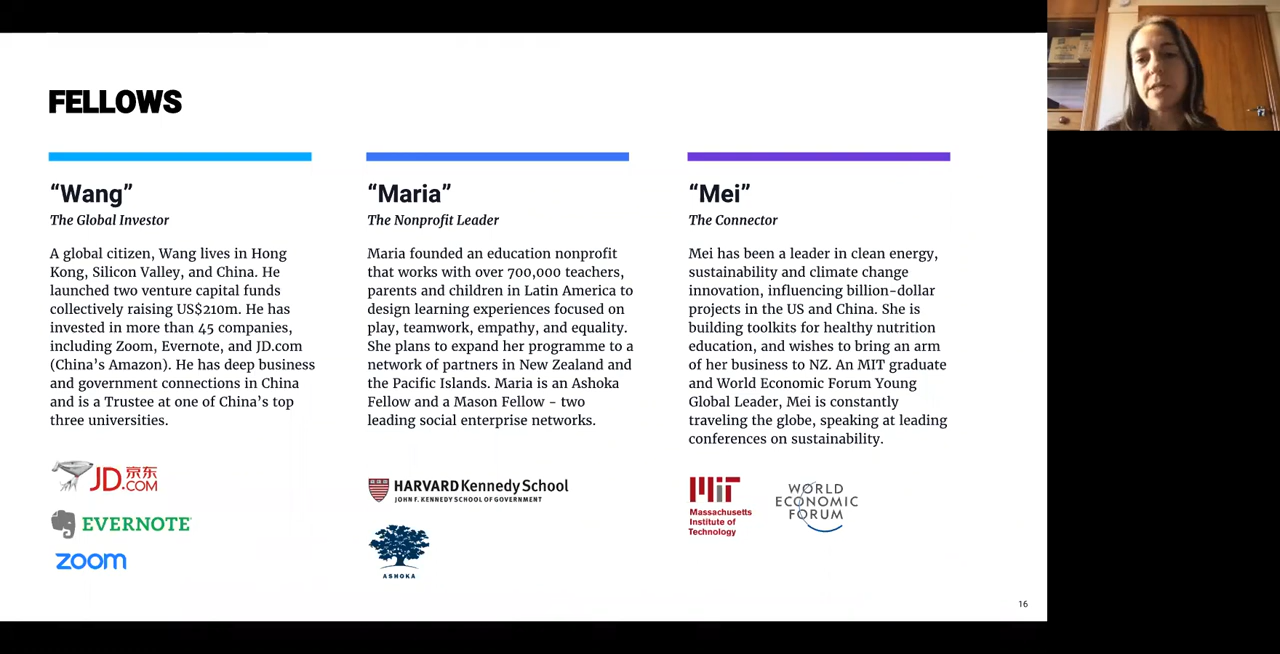 FELLOWS
“Wang”
The Global Investor
A global citizen, Wang lives in Hong
Kong, Silicon Valley, and China. He
launched two venture capital funds
collectively raising US$210m. He has
invested in more than 45 companies,
including Zoom, Evernote, and JD.com
(China’s Amazon). He has deep business
and government connections in China
and is a Trustee at one of China’s top
three universities.
JD.COM 京东
EVERNOTE
zoom
“Maria”
The Nonprofit Leader
Maria founded an education nonprofit
that works with over 700,000 teachers,
parents and children in Latin America to
design learning experiences focused on
play, teamwork, empathy, and equality.
She plans to expand her programme to a
network of partners in New Zealand and
the Pacific Islands. Maria is an Ashoka
Fellow and a Mason Fellow - two
leading social enterprise networks.
HARVARD Kennedy School
JOHN F. KENNEDY SCHOOL OF GOVERNMENT
ASHOKA
“Mei”
The Connector
Mei has been a leader in clean energy,
sustainability and climate change
innovation, influencing billion-dollar
projects in the US and China. She is
building toolkits for healthy nutrition
education, and wishes to bring an arm
of her business to NZ. An MIT graduate
and World Economic Forum Young
Global Leader, Mei is constantly
traveling the globe, speaking at leading
conferences on sustainability.
MIT
Massachusetts
Institute of
Technology
WORLD
ECONOMIC
FORUM
16